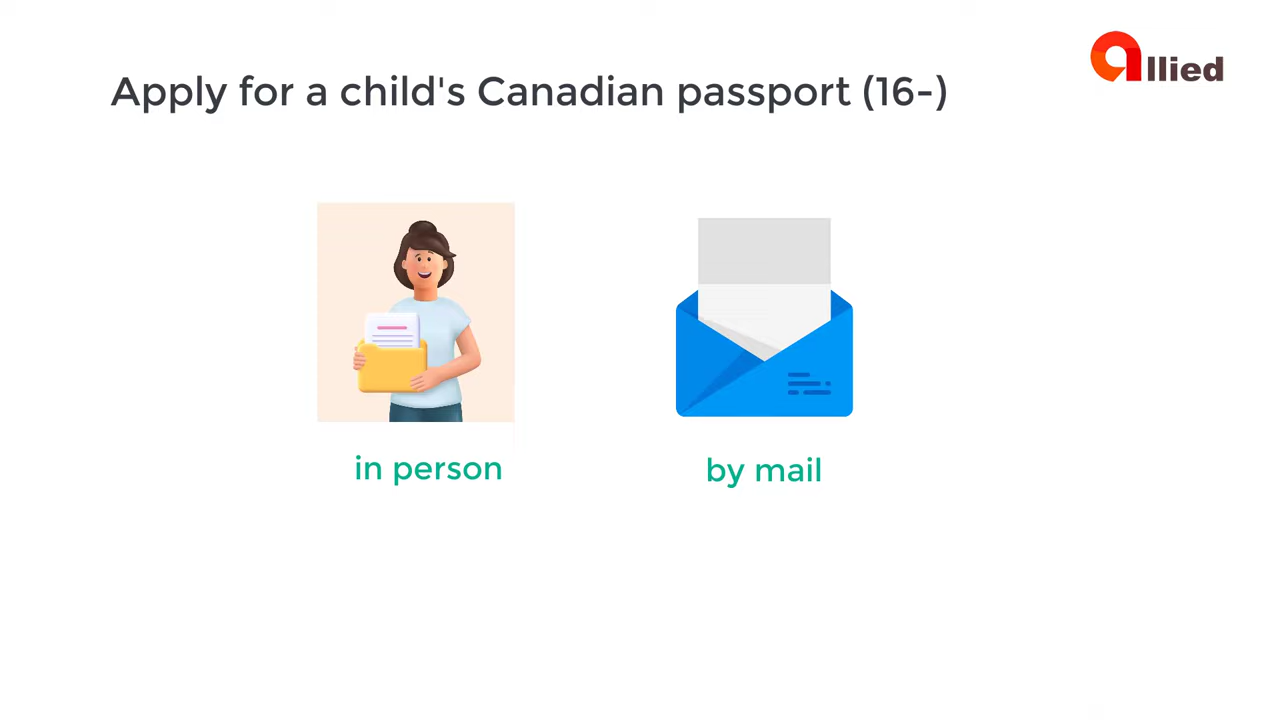 allied
Apply for a child's Canadian passport (16-)
in person
by mail